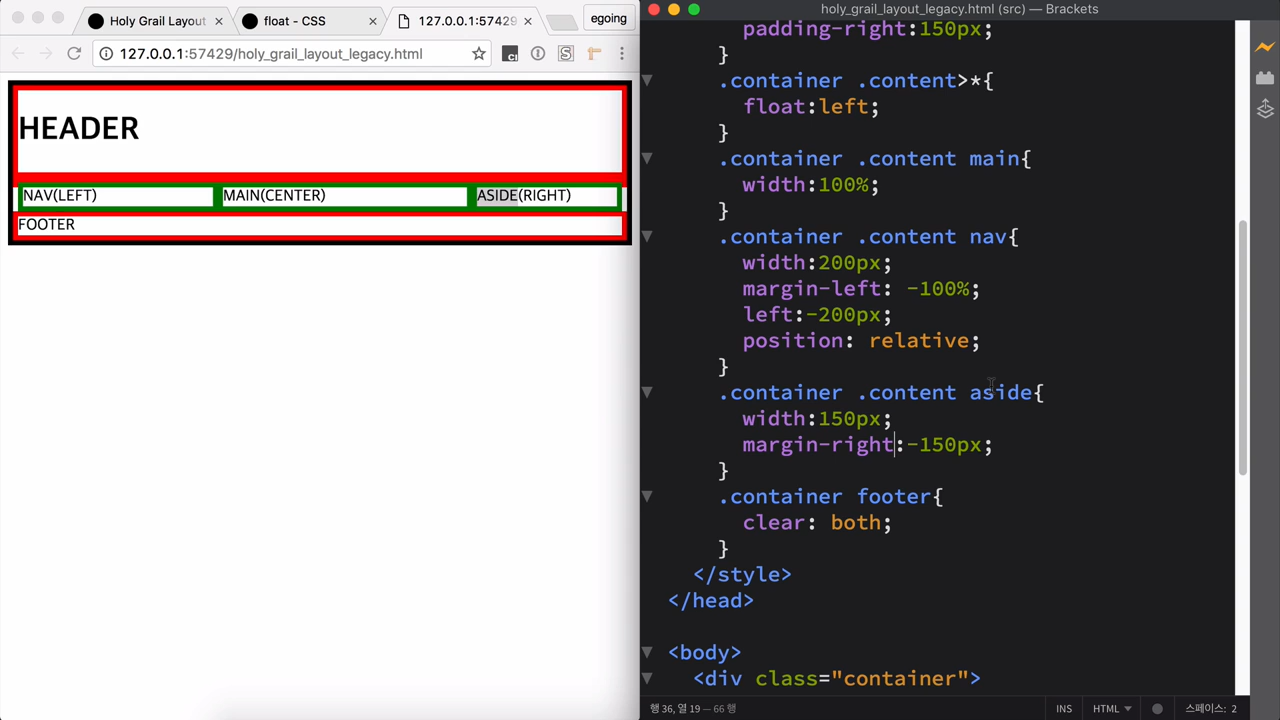 Holy Grail Layout
float - CSS
127.0.0.1:57429
egoing
127.0.0.1:57429/holy_grail_layout_legacy.html
HEADER
NAV(LEFT)
MAIN(CENTER)
ASIDE(RIGHT)
FOOTER
holy_grail_layout_legacy.html (src) — Brackets
padding-right:150px;
}
.container .content>*{
float:left;
}
.container .content main{
width:100%;
}
.container .content nav{
width:200px;
margin-left: -100%;
left:-200px;
position: relative;
}
.container .content aside{
width:150px;
margin-right:-150px;
}
.container footer{
clear: both;
}
</style>
</head>
<body>
<div class="container">
행 36, 열 19 — 66 행
INS
HTML
스페이스: 2